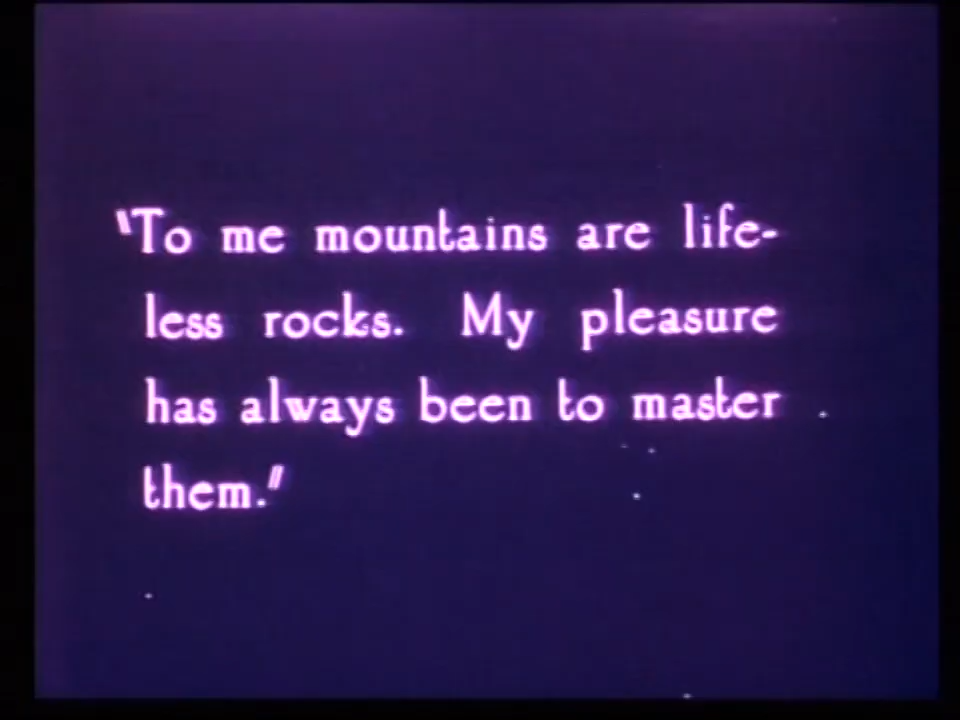 "To me mountains are life-
less rocks. My pleasure
has always been to master
them."